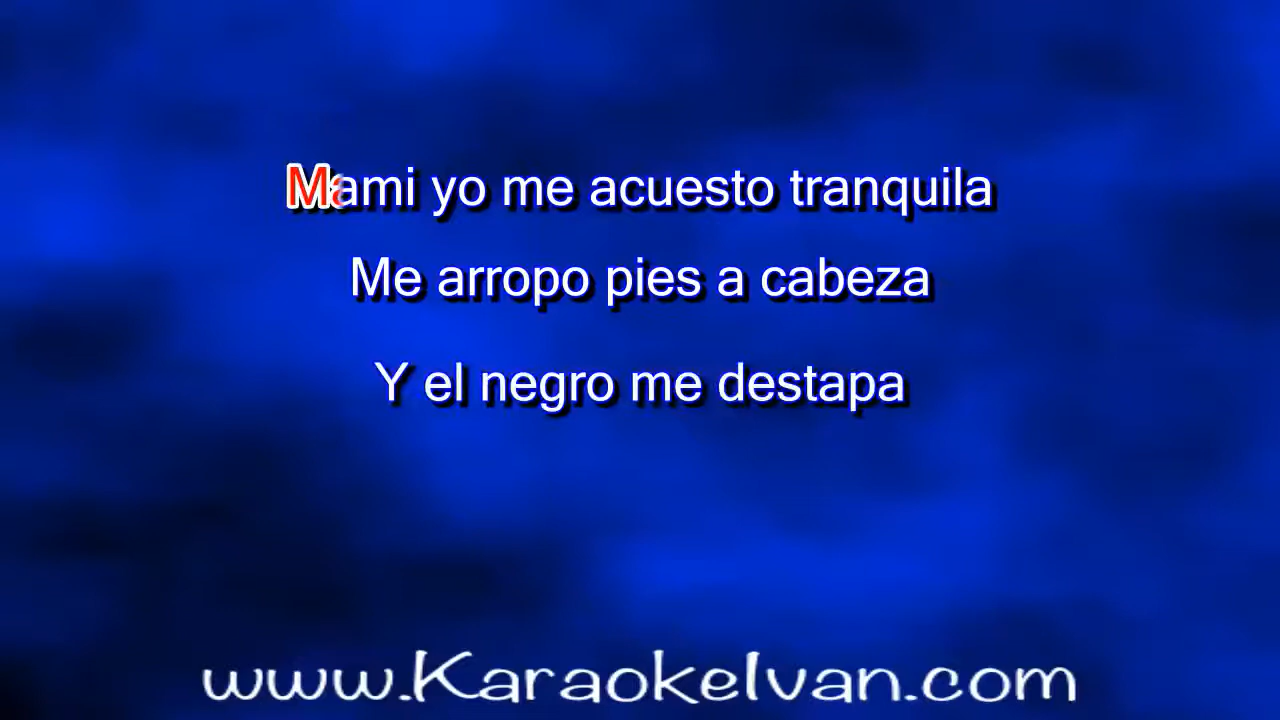 Mami yo me acuesto tranquila
Me arropo pies a cabeza
Y el negro me destapa
www.KaraokeIvan.com